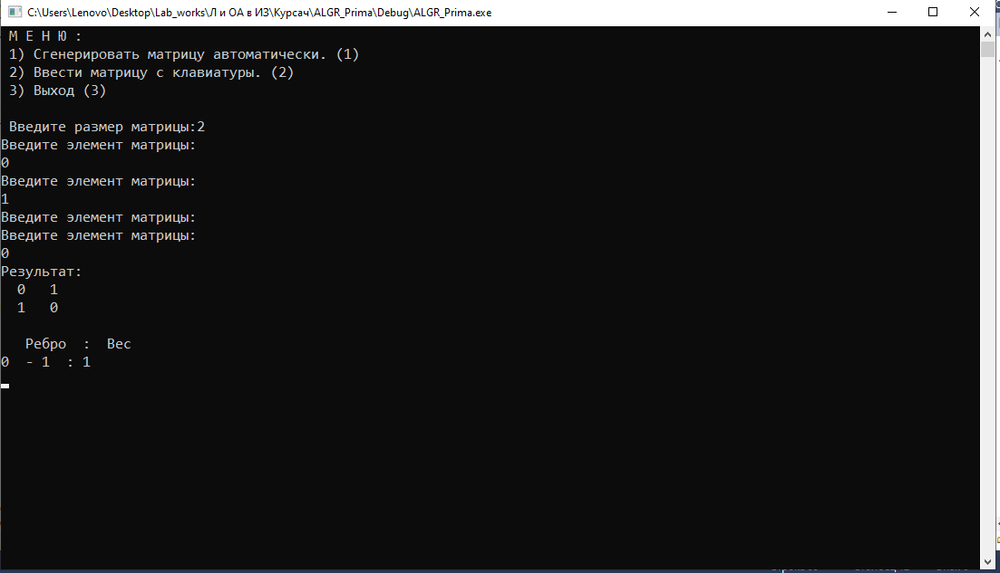 C:\Users\Lenovo\Desktop\Lab_works\Л и ОА в ИЗ\Курсач\ALGR_Prima\Debug\ALGR_Prima.exe
М Е Н Ю :
1) Сгенерировать матрицу автоматически. (1)
2) Ввести матрицу с клавиатуры. (2)
3) Выход (3)
Введите размер матрицы:2
Введите элемент матрицы:
0
Введите элемент матрицы:
1
Введите элемент матрицы:
Введите элемент матрицы:
0
Результат:
0 1
1 0
Ребро : Вес
0 - 1 : 1